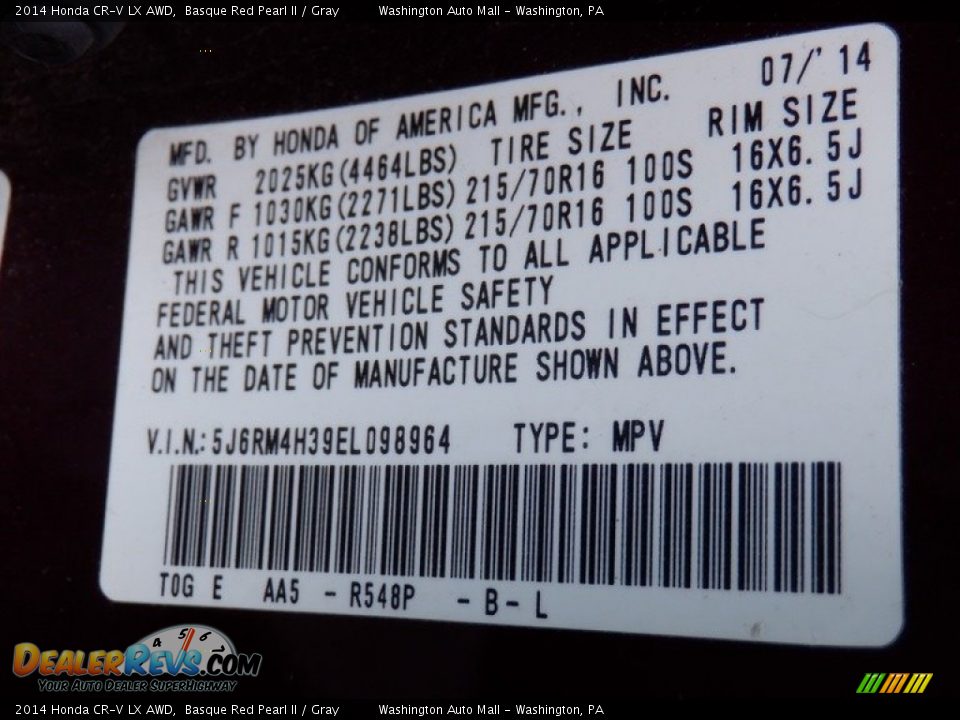 2014 Honda CR-V LX AWD, Basque Red Pearl II / Gray Washington Auto Mall - Washington, PA
MFD. BY HONDA OF AMERICA MFG., INC. 07/'14
GVWR 2025KG(4464LBS) TIRE SIZE RIM SIZE
GAWR F 1030KG(2271LBS) 215/70R16 100S 16X6.5J
GAWR R 1015KG(2238LBS) 215/70R16 100S 16X6.5J
THIS VEHICLE CONFORMS TO ALL APPLICABLE
FEDERAL MOTOR VEHICLE SAFETY
AND THEFT PREVENTION STANDARDS IN EFFECT
ON THE DATE OF MANUFACTURE SHOWN ABOVE.
V.I.N.: 5J6RM4H39EL098964 TYPE: MPV
T0G E AA5 - R548P - B - L
4 5 6
DEALERREVS.COM
YOUR AUTO DEALER SUPERHIGHWAY
2014 Honda CR-V LX AWD, Basque Red Pearl II / Gray Washington Auto Mall - Washington, PA